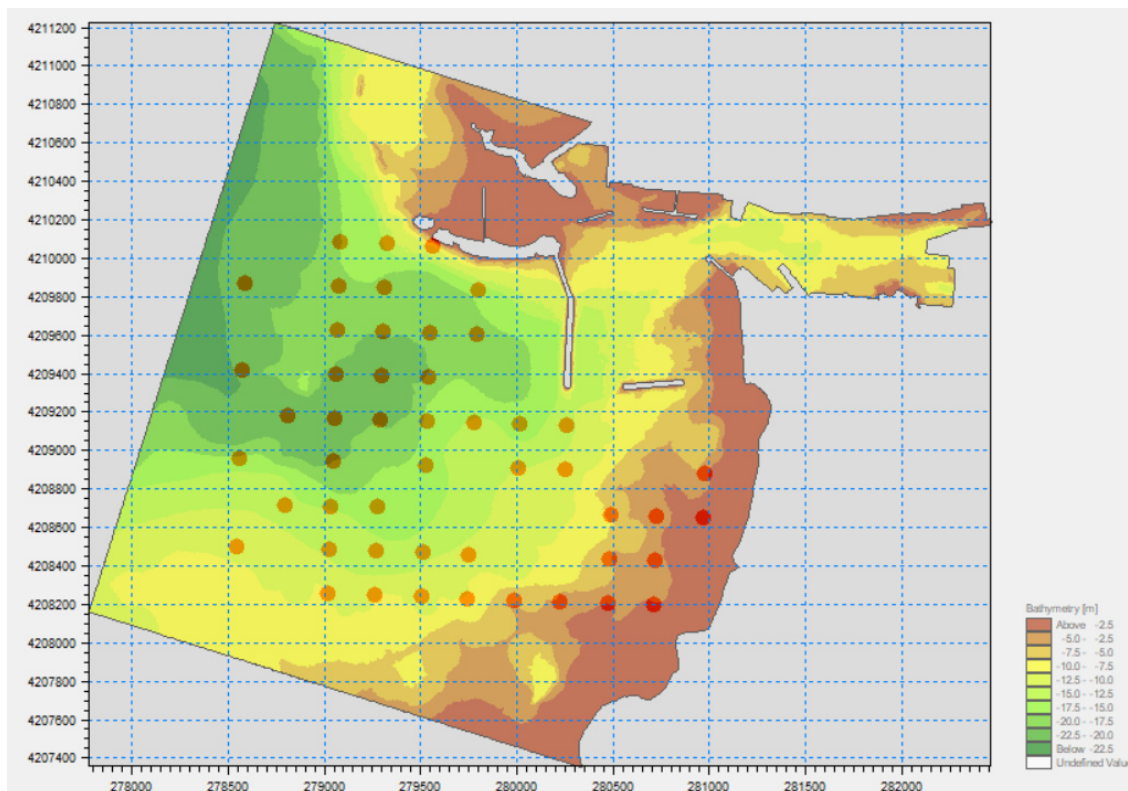 4211200
4211000
4210800
4210600
4210400
4210200
4210000
4209800
4209600
4209400
4209200
4209000
4208800
4208600
4208400
4208200
4208000
4207800
4207600
4207400
278000 278500 279000 279500 280000 280500 281000 281500 282000
Bathymetry [m]
Above -2.5
-5.0 - -2.5
-7.5 - -5.0
-10.0 - -7.5
-12.5 - -10.0
-15.0 - -12.5
-17.5 - -15.0
-20.0 - -17.5
-22.5 - -20.0
Below -22.5
Undefined Value